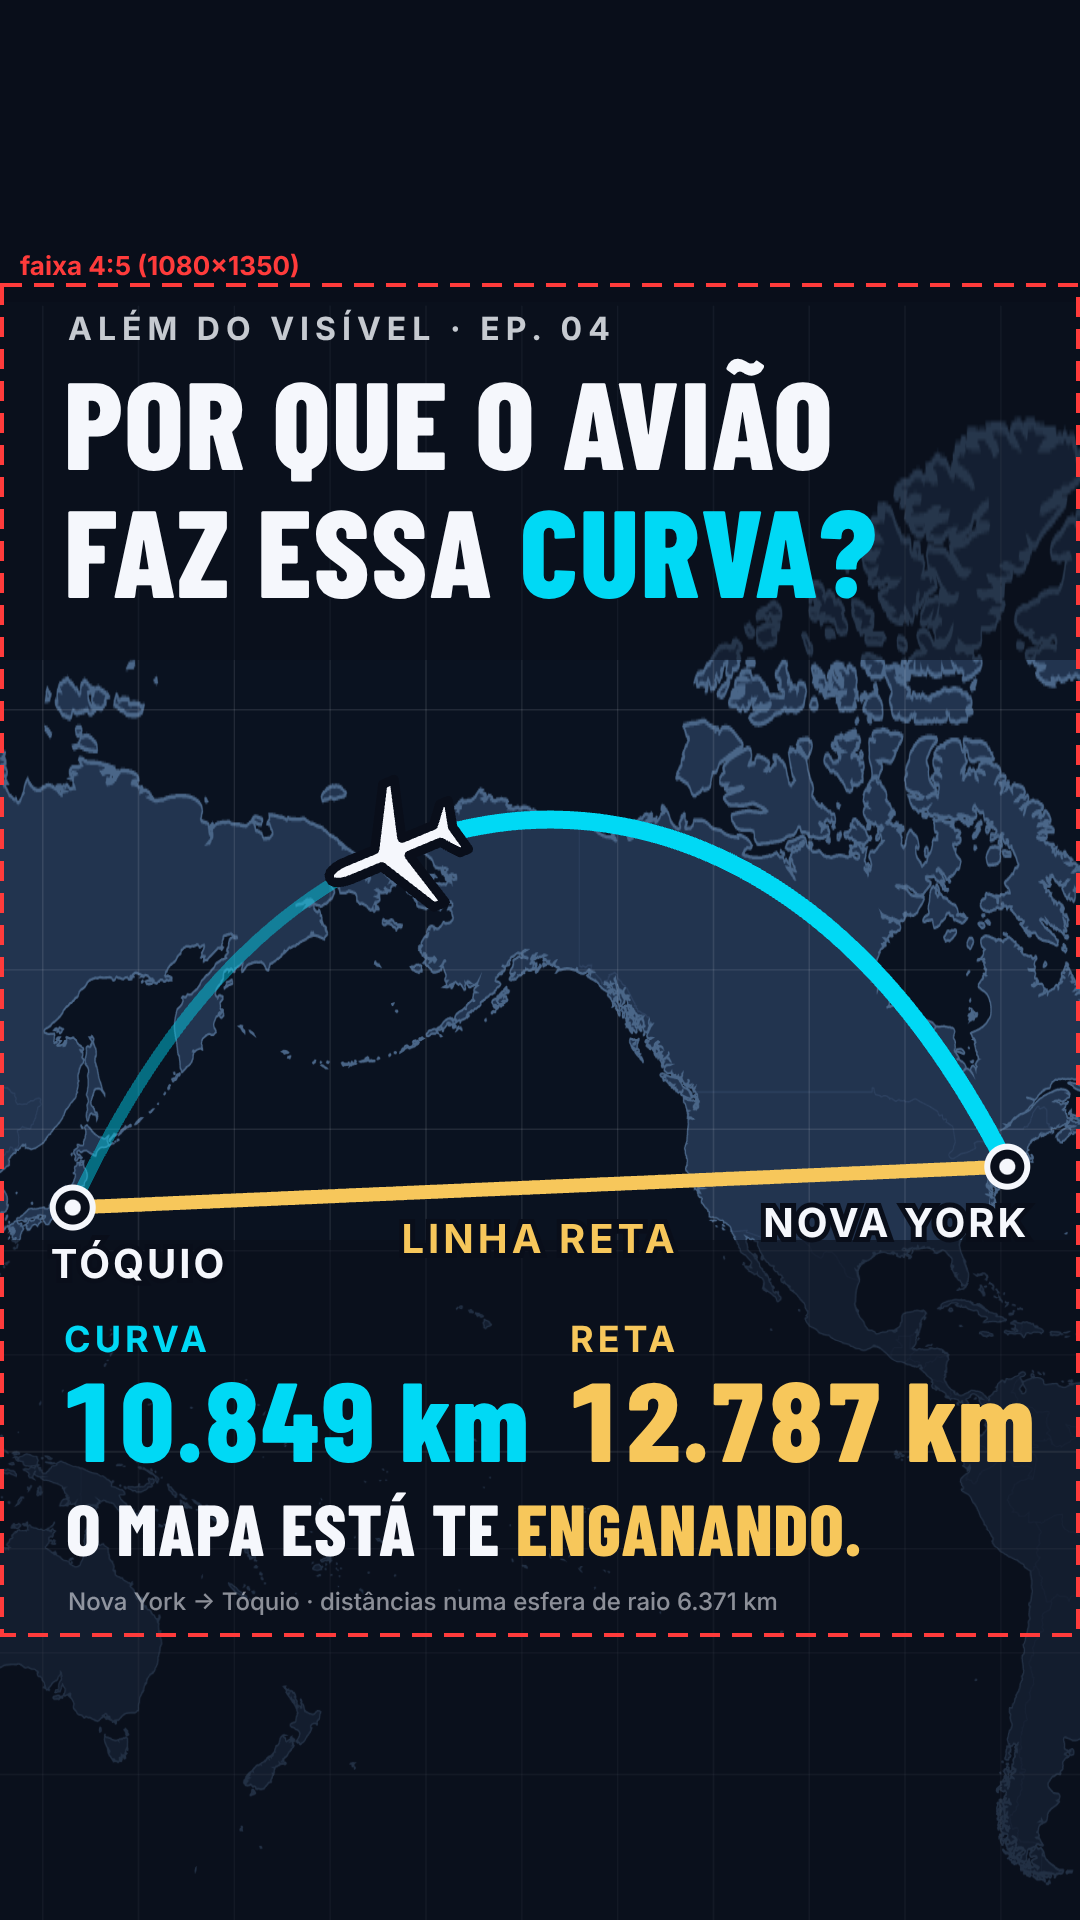 faixa 4:5 (1080×1350)
ALÉM DO VISÍVEL · EP. 04
POR QUE O AVIÃO
FAZ ESSA CURVA?
NOVA YORK
LINHA RETA
TÓQUIO
CURVA
10.849 km
RETA
12.787 km
O MAPA ESTÁ TE ENGANANDO.
Nova York → Tóquio · distâncias numa esfera de raio 6.371 km